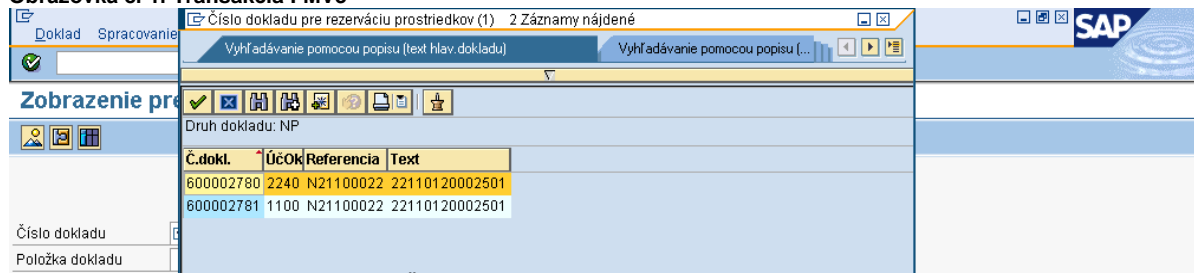 Číslo dokladu pre rezerváciu prostriedkov (1) 2 Záznamy nájdené
SAP
Doklad Spracovanie
Vyhľadávanie pomocou popisu (text hlav.dokladu)
Vyhľadávanie pomocou popisu (...
Zobrazenie pre
Druh dokladu: NP
Č.dokl. ÚčOk Referencia Text
600002780 2240 N21100022 22110120002501
600002781 1100 N21100022 22110120002501
Číslo dokladu
Položka dokladu